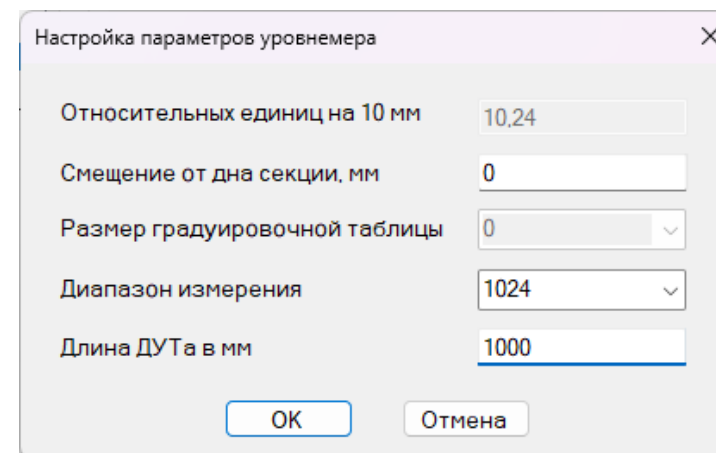 Настройка параметров уровнемера
Относительных единиц на 10 мм 10,24
Смещение от дна секции, мм 0
Размер градуировочной таблицы 0
Диапазон измерения 1024
Длина ДУТа в мм 1000
OK Отмена